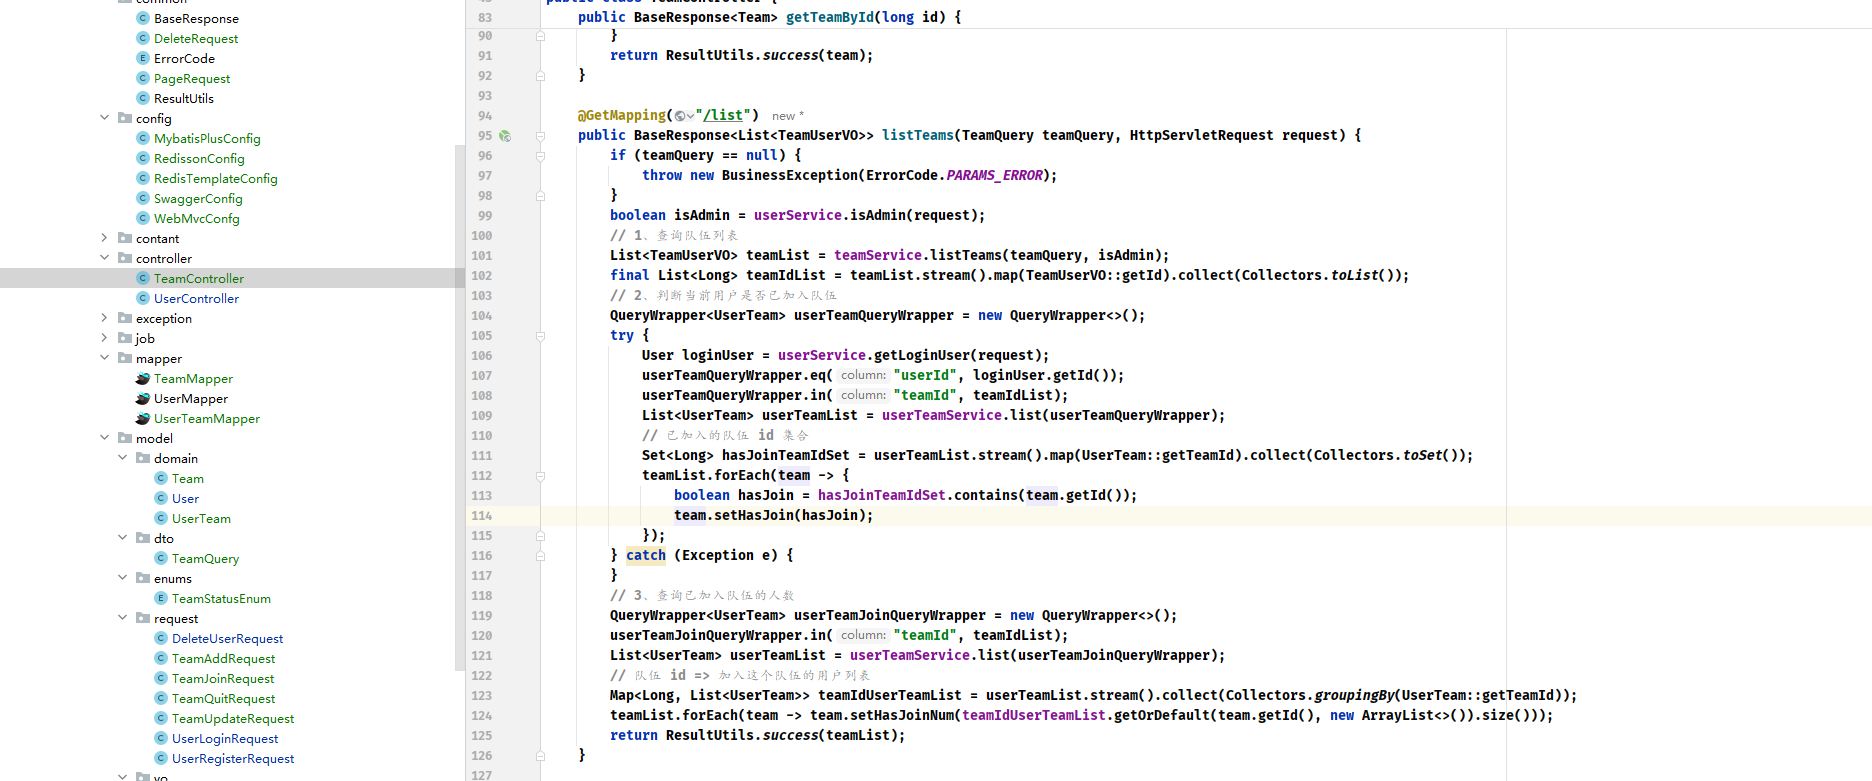 common
BaseResponse
DeleteRequest
ErrorCode
PageRequest
ResultUtils
config
MybatisPlusConfig
RedissonConfig
RedisTemplateConfig
SwaggerConfig
WebMvcConfg
contant
controller
TeamController
UserController
exception
job
mapper
TeamMapper
UserMapper
UserTeamMapper
model
domain
Team
User
UserTeam
dto
TeamQuery
enums
TeamStatusEnum
request
DeleteUserRequest
TeamAddRequest
TeamJoinRequest
TeamQuitRequest
TeamUpdateRequest
UserLoginRequest
UserRegisterRequest
vo
public class TeamController {
83 public BaseResponse<Team> getTeamById(long id) {
90 }
91 return ResultUtils.success(team);
92 }
93
94 @GetMapping("/list") new *
95 public BaseResponse<List<TeamUserVO>> listTeams(TeamQuery teamQuery, HttpServletRequest request) {
96 if (teamQuery == null) {
97 throw new BusinessException(ErrorCode.PARAMS_ERROR);
98 }
99 boolean isAdmin = userService.isAdmin(request);
100 // 1、查询队伍列表
101 List<TeamUserVO> teamList = teamService.listTeams(teamQuery, isAdmin);
102 final List<Long> teamIdList = teamList.stream().map(TeamUserVO::getId).collect(Collectors.toList());
103 // 2、判断当前用户是否已加入队伍
104 QueryWrapper<UserTeam> userTeamQueryWrapper = new QueryWrapper<>();
105 try {
106 User loginUser = userService.getLoginUser(request);
107 userTeamQueryWrapper.eq( column: "userId", loginUser.getId());
108 userTeamQueryWrapper.in( column: "teamId", teamIdList);
109 List<UserTeam> userTeamList = userTeamService.list(userTeamQueryWrapper);
110 // 已加入的队伍 id 集合
111 Set<Long> hasJoinTeamIdSet = userTeamList.stream().map(UserTeam::getTeamId).collect(Collectors.toSet());
112 teamList.forEach(team -> {
113 boolean hasJoin = hasJoinTeamIdSet.contains(team.getId());
114 team.setHasJoin(hasJoin);
115 });
116 } catch (Exception e) {
117 }
118 // 3、查询已加入队伍的人数
119 QueryWrapper<UserTeam> userTeamJoinQueryWrapper = new QueryWrapper<>();
120 userTeamJoinQueryWrapper.in( column: "teamId", teamIdList);
121 List<UserTeam> userTeamList = userTeamService.list(userTeamJoinQueryWrapper);
122 // 队伍 id => 加入这个队伍的用户列表
123 Map<Long, List<UserTeam>> teamIdUserTeamList = userTeamList.stream().collect(Collectors.groupingBy(UserTeam::getTeamId));
124 teamList.forEach(team -> team.setHasJoinNum(teamIdUserTeamList.getOrDefault(team.getId(), new ArrayList<>()).size()));
125 return ResultUtils.success(teamList);
126 }
127